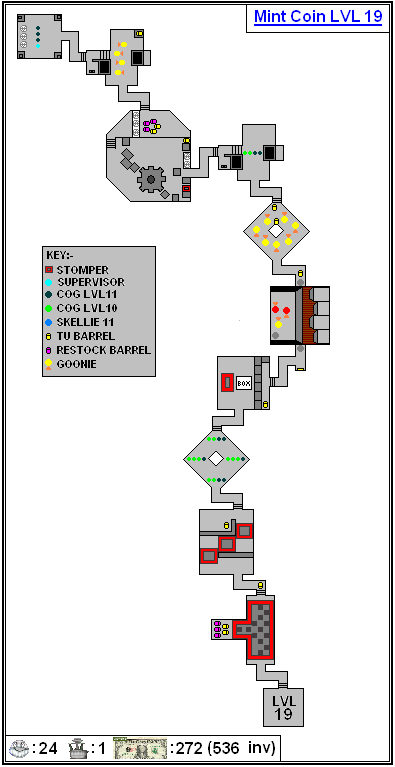 Mint Coin LVL 19
KEY:-
STOMPER
SUPERVISOR
COG LVL11
COG LVL10
SKELLIE 11
TU BARREL
RESTOCK BARREL
GOONIE
BOX
LVL
19
:24 :1 :272 (536 inv)